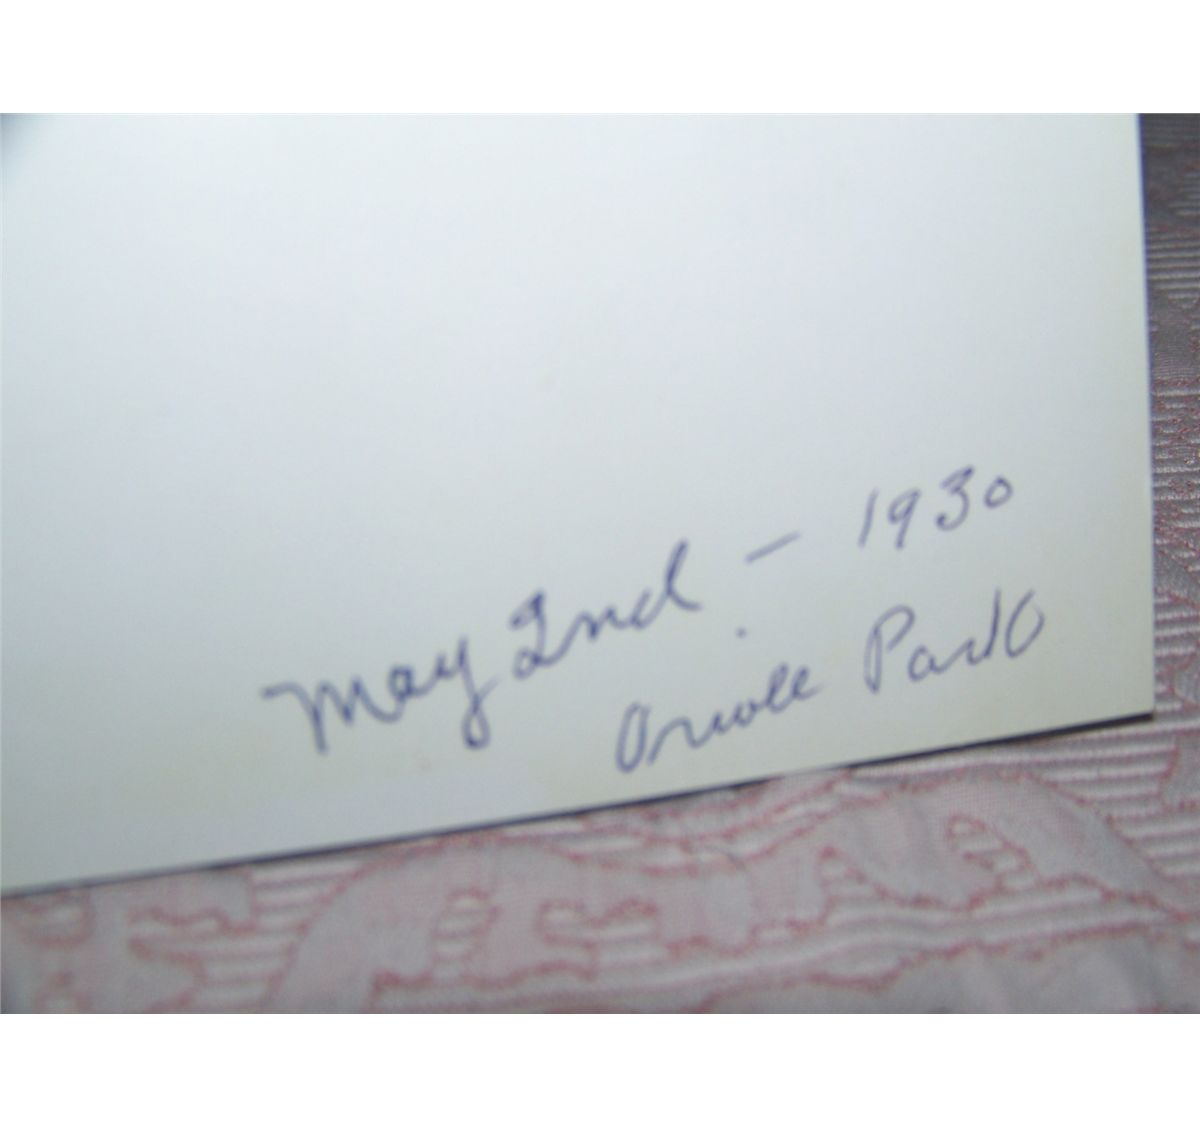 May 2nd - 1930
Oriole Park